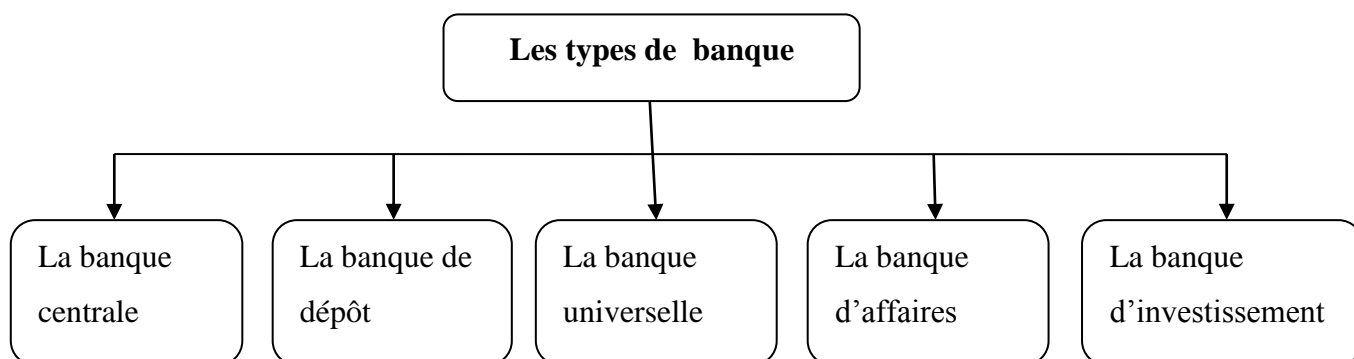 Les types de banque
La banque
centrale
La banque de
dépôt
La banque
universelle
La banque
d’affaires
La banque
d’investissement